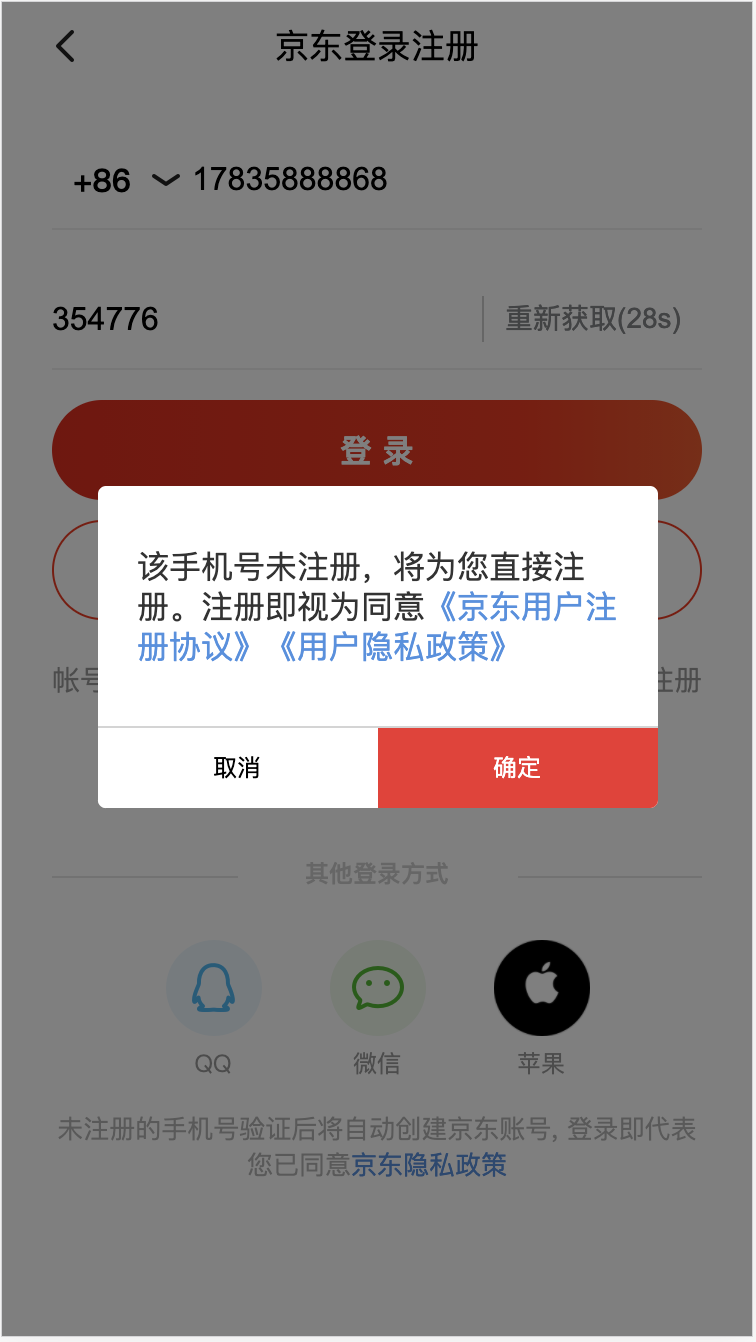 京东登录注册
+86 17835888868
354776 重新获取(28s)
登录
该手机号未注册，将为您直接注
册。注册即视为同意《京东用户注
册协议》《用户隐私政策》
帐号 注册
取消 确定
其他登录方式
QQ 微信 苹果
未注册的手机号验证后将自动创建京东账号, 登录即代表
您已同意京东隐私政策